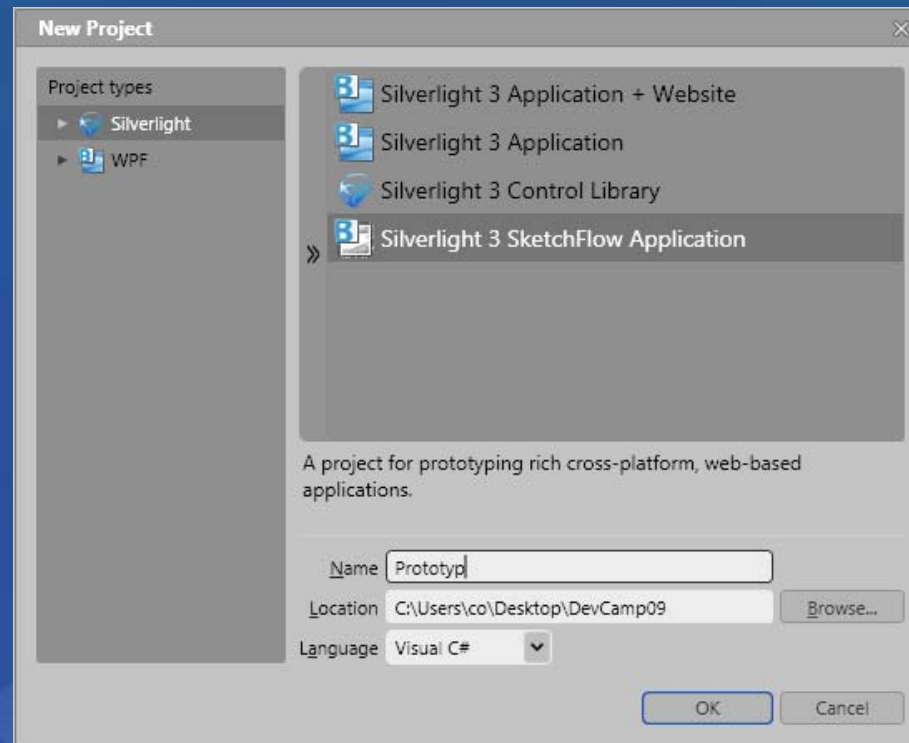 New Project
Project types
Silverlight
WPF
Silverlight 3 Application + Website
Silverlight 3 Application
Silverlight 3 Control Library
Silverlight 3 SketchFlow Application
A project for prototyping rich cross-platform, web-based
applications.
Name Prototyp
Location C:\Users\co\Desktop\DevCamp09 Browse...
Language Visual C#
OK Cancel